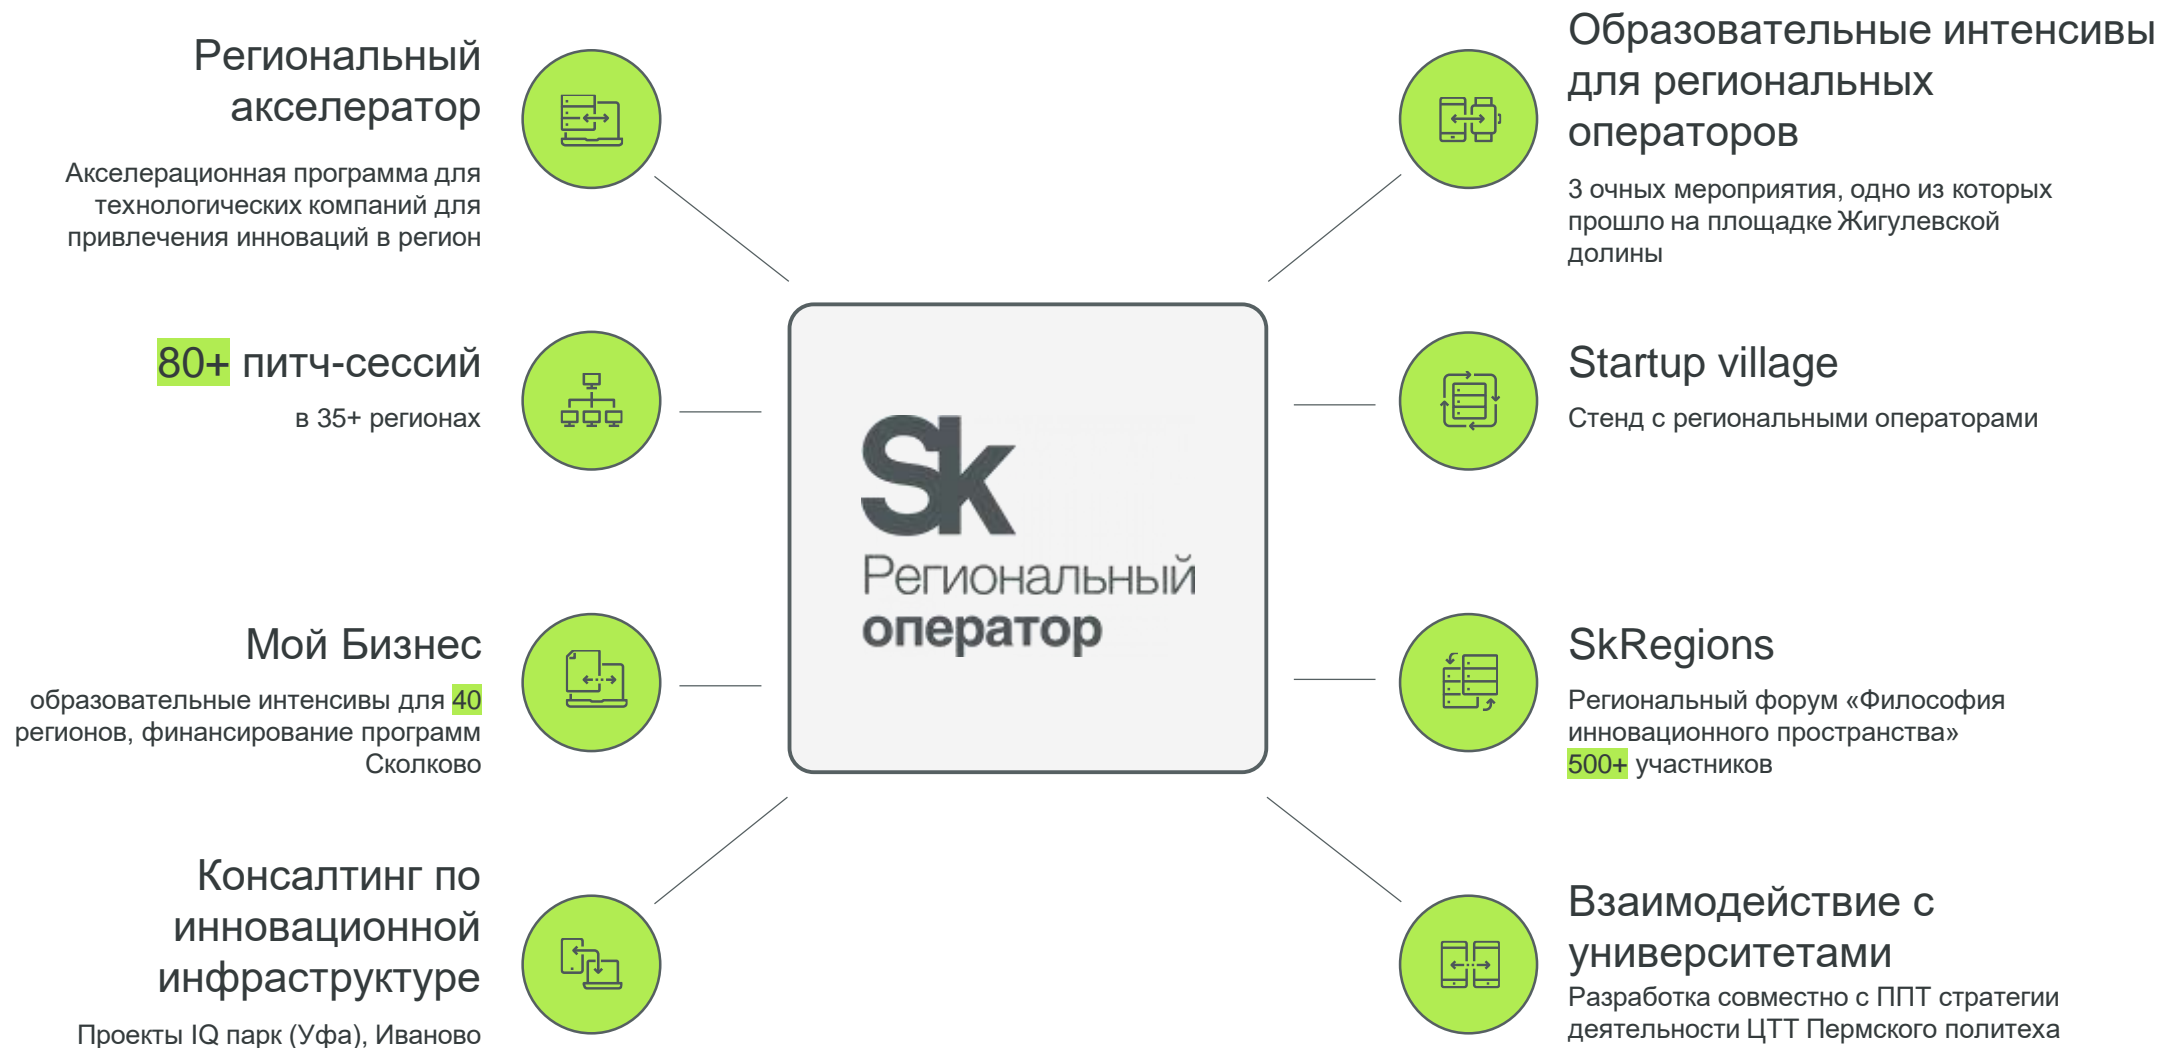 Региональный
акселератор
Акселерационная программа для
технологических компаний для
привлечения инноваций в регион
80+ питч-сессий
в 35+ регионах
Мой Бизнес
образовательные интенсивы для 40
регионов, финансирование программ
Сколково
Консалтинг по
инновационной
инфраструктуре
Проекты IQ парк (Уфа), Иваново
Sk
Региональный
оператор
Образовательные интенсивы
для региональных
операторов
3 очных мероприятия, одно из которых
прошло на площадке Жигулевской
долины
Startup village
Стенд с региональными операторами
SkRegions
Региональный форум «Философия
инновационного пространства»
500+ участников
Взаимодействие с
университетами
Разработка совместно с ППТ стратегии
деятельности ЦТТ Пермского политеха